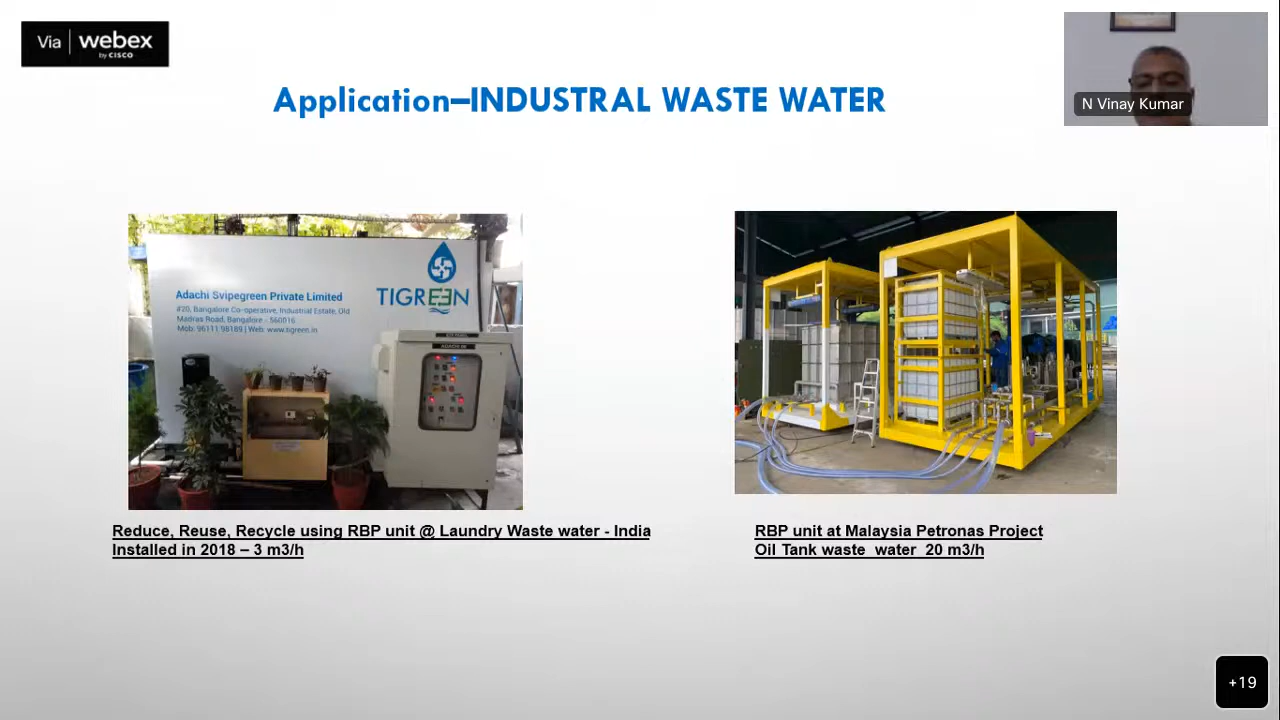 Via | webex
by CISCO
Application–INDUSTRAL WASTE WATER
N Vinay Kumar
TIGREEN
Adachi Svipegreen Private Limited
#20, Bangalore Co-operative, Industrial Estate, Old
Madras Road, Bangalore - 560016
Mob: 96111 98189 | Web: www.tigreen.in
Reduce, Reuse, Recycle using RBP unit @ Laundry Waste water - India
Installed in 2018 – 3 m3/h
RBP unit at Malaysia Petronas Project
Oil Tank waste water 20 m3/h
+19